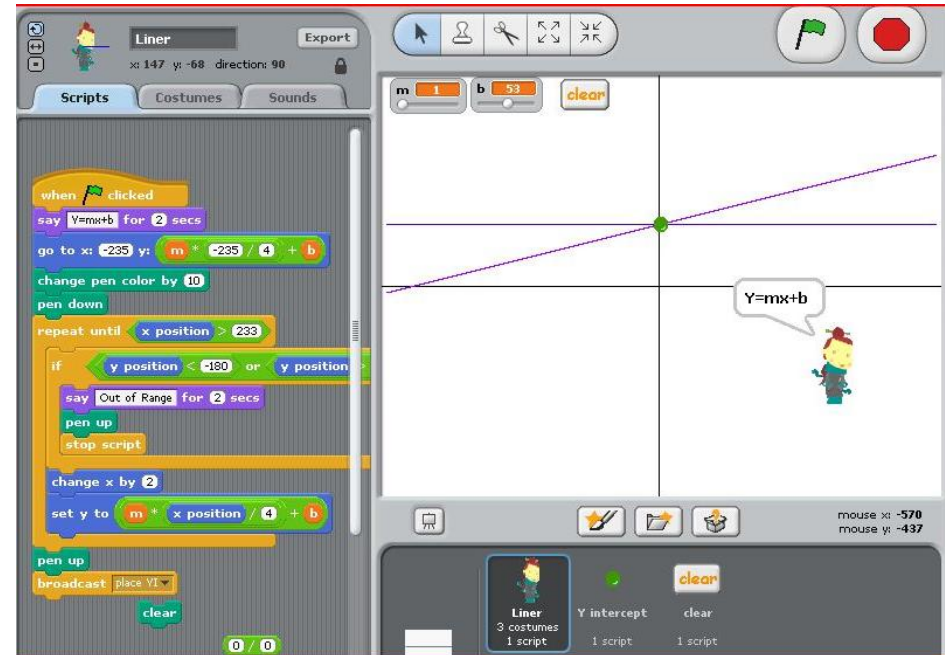 Liner
Export
x: 147 y: -68 direction: 90
Scripts Costumes Sounds
when clicked
say Y=mx+b for 2 secs
go to x: -235 y: m * -235 / 4 + b
change pen color by 10
pen down
repeat until x position > 233
if y position < -180 or y position >
say Out of Range for 2 secs
pen up
stop script
change x by 2
set y to m * x position / 4 + b
pen up
broadcast place YI
clear
0 / 0
m 1 b 53 clear
Y=mx+b
mouse x: -570
mouse y: -437
Liner
3 costumes
1 script
Y intercept
1 script
clear
clear
1 script